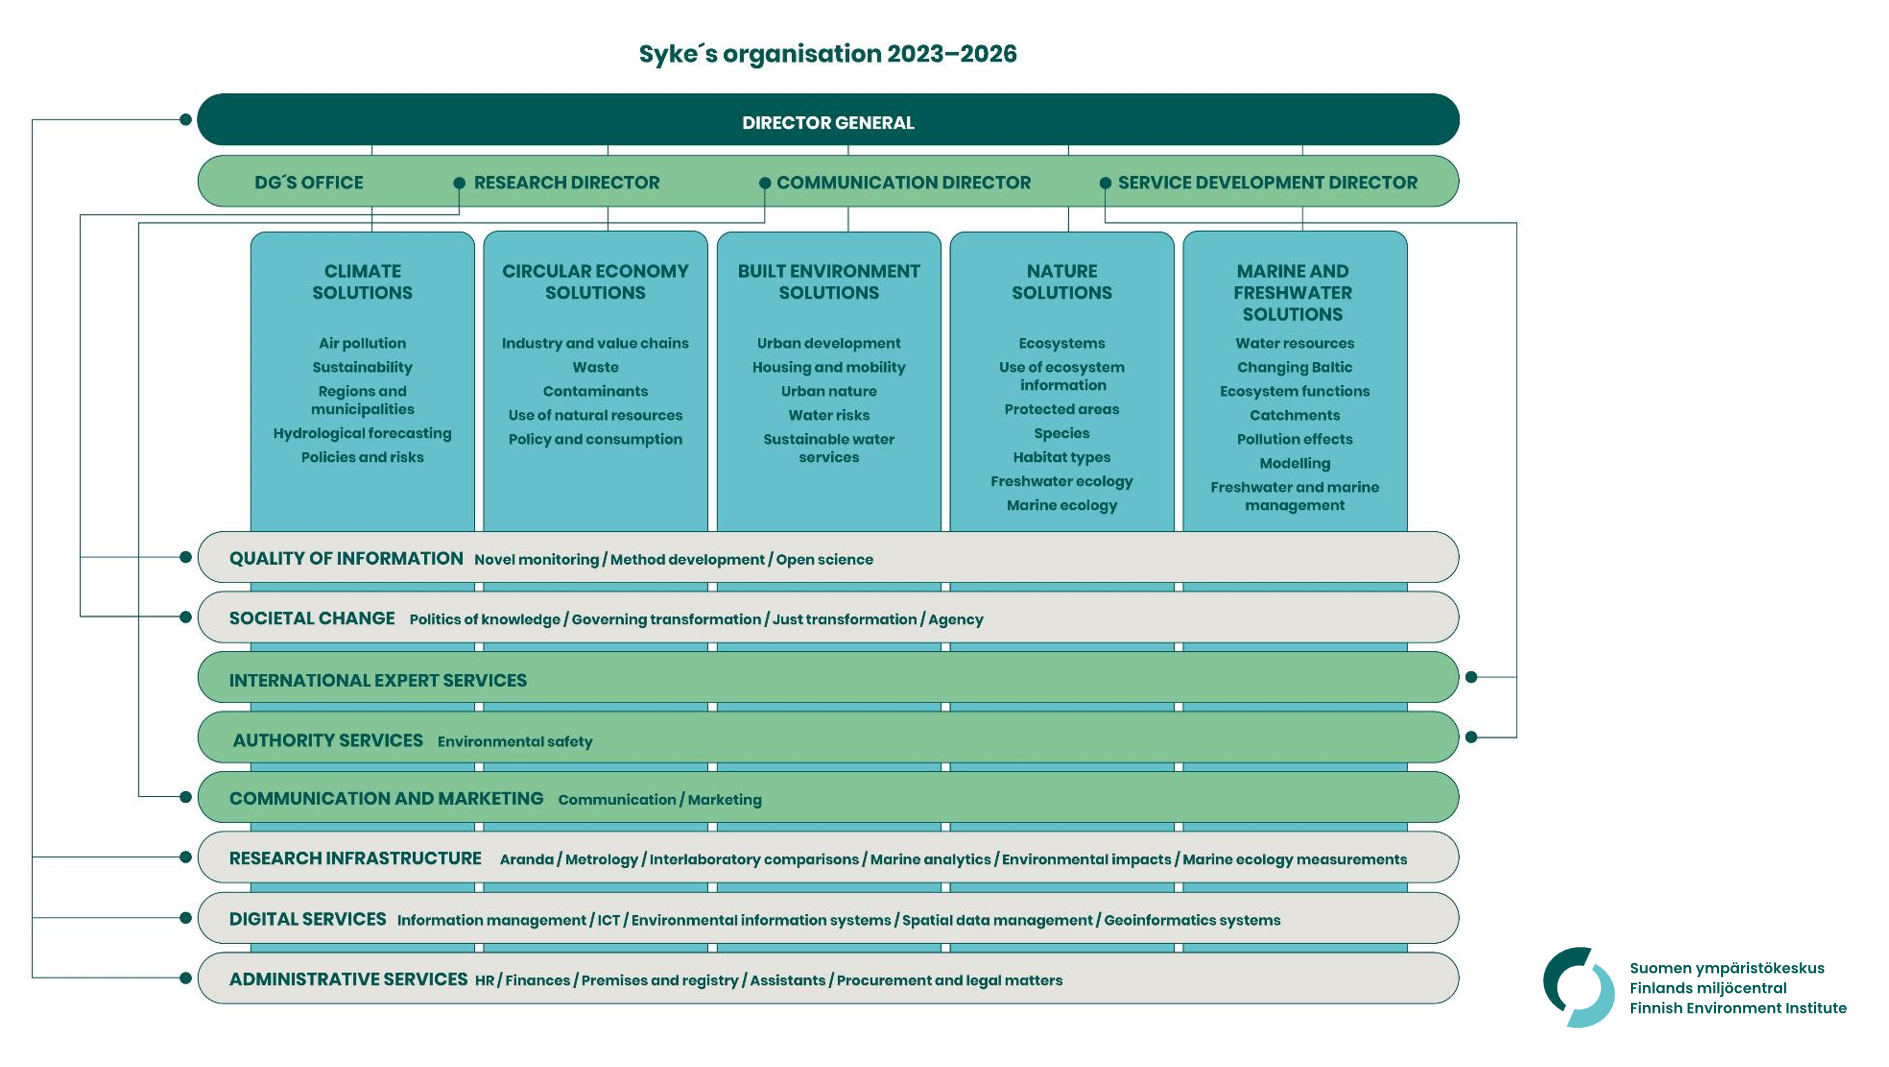 Syke´s organisation 2023–2026
DIRECTOR GENERAL
DG´S OFFICE
RESEARCH DIRECTOR
COMMUNICATION DIRECTOR
SERVICE DEVELOPMENT DIRECTOR
CLIMATE
SOLUTIONS
Air pollution
Sustainability
Regions and
municipalities
Hydrological forecasting
Policies and risks
CIRCULAR ECONOMY
SOLUTIONS
Industry and value chains
Waste
Contaminants
Use of natural resources
Policy and consumption
BUILT ENVIRONMENT
SOLUTIONS
Urban development
Housing and mobility
Urban nature
Water risks
Sustainable water
services
NATURE
SOLUTIONS
Ecosystems
Use of ecosystem
information
Protected areas
Species
Habitat types
Freshwater ecology
Marine ecology
MARINE AND
FRESHWATER
SOLUTIONS
Water resources
Changing Baltic
Ecosystem functions
Catchments
Pollution effects
Modelling
Freshwater and marine
management
QUALITY OF INFORMATION Novel monitoring / Method development / Open science
SOCIETAL CHANGE Politics of knowledge / Governing transformation / Just transformation / Agency
INTERNATIONAL EXPERT SERVICES
AUTHORITY SERVICES Environmental safety
COMMUNICATION AND MARKETING Communication / Marketing
RESEARCH INFRASTRUCTURE Aranda / Metrology / Interlaboratory comparisons / Marine analytics / Environmental impacts / Marine ecology measurements
DIGITAL SERVICES Information management / ICT / Environmental information systems / Spatial data management / Geoinformatics systems
ADMINISTRATIVE SERVICES HR / Finances / Premises and registry / Assistants / Procurement and legal matters
Suomen ympäristökeskus
Finlands miljöcentral
Finnish Environment Institute